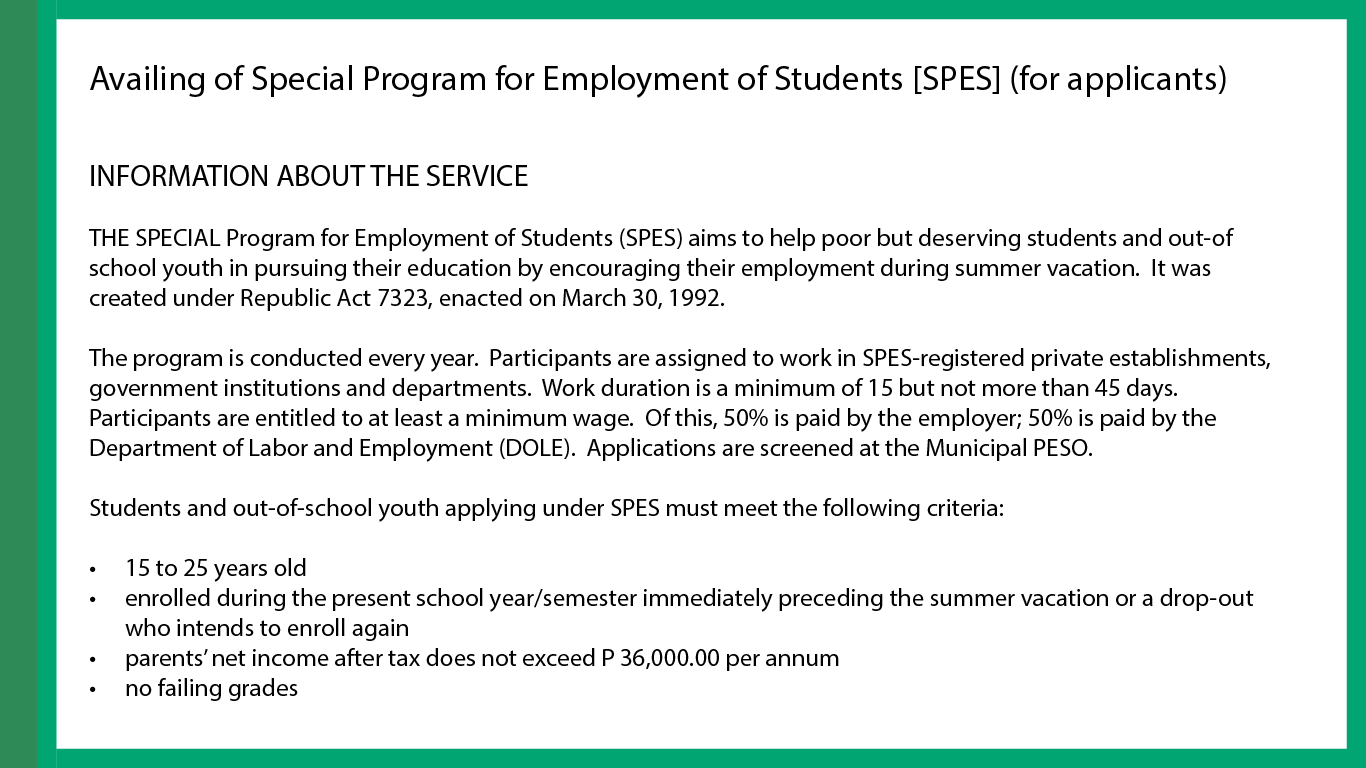 Availing of Special Program for Employment of Students [SPES] (for applicants)
INFORMATION ABOUT THE SERVICE
THE SPECIAL Program for Employment of Students (SPES) aims to help poor but deserving students and out-of
school youth in pursuing their education by encouraging their employment during summer vacation.  It was
created under Republic Act 7323, enacted on March 30, 1992.
The program is conducted every year.  Participants are assigned to work in SPES-registered private establishments,
government institutions and departments.  Work duration is a minimum of 15 but not more than 45 days.
Participants are entitled to at least a minimum wage.  Of this, 50% is paid by the employer; 50% is paid by the
Department of Labor and Employment (DOLE).  Applications are screened at the Municipal PESO.
Students and out-of-school youth applying under SPES must meet the following criteria:
• 15 to 25 years old
• enrolled during the present school year/semester immediately preceding the summer vacation or a drop-out
who intends to enroll again
• parents’ net income after tax does not exceed P 36,000.00 per annum
• no failing grades